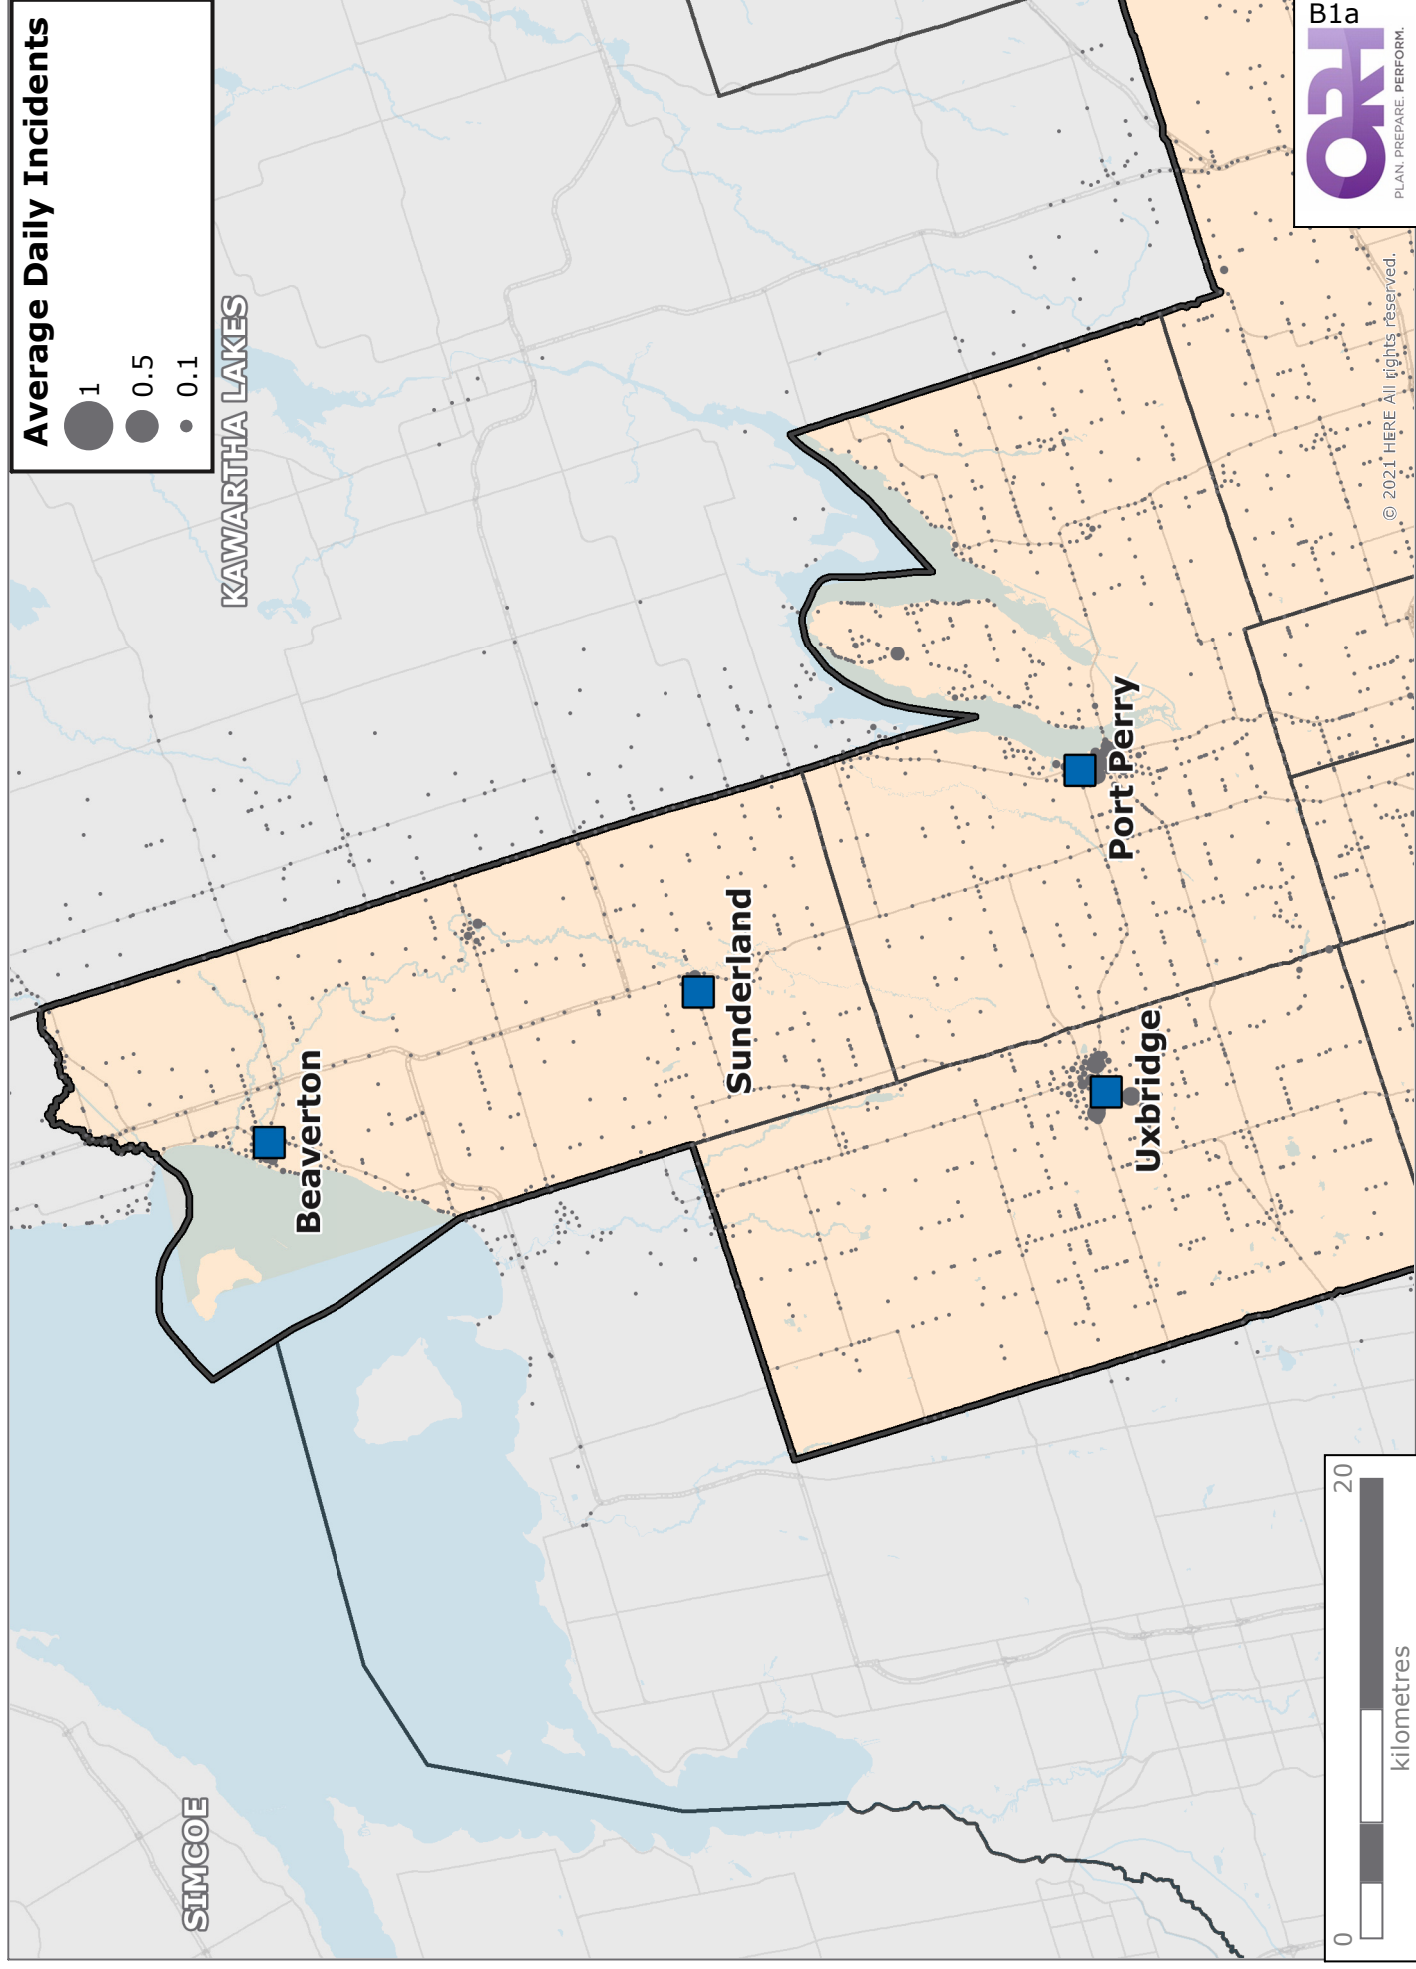 Average Daily Incidents
1
0.5
0.1
KAWARTHA LAKES
SIMCOE
Beaverton
Sunderland
Port Perry
Uxbridge
0
20
kilometres
© 2021 HERE All rights reserved.
B1a
ORH
PLAN. PREPARE. PERFORM.